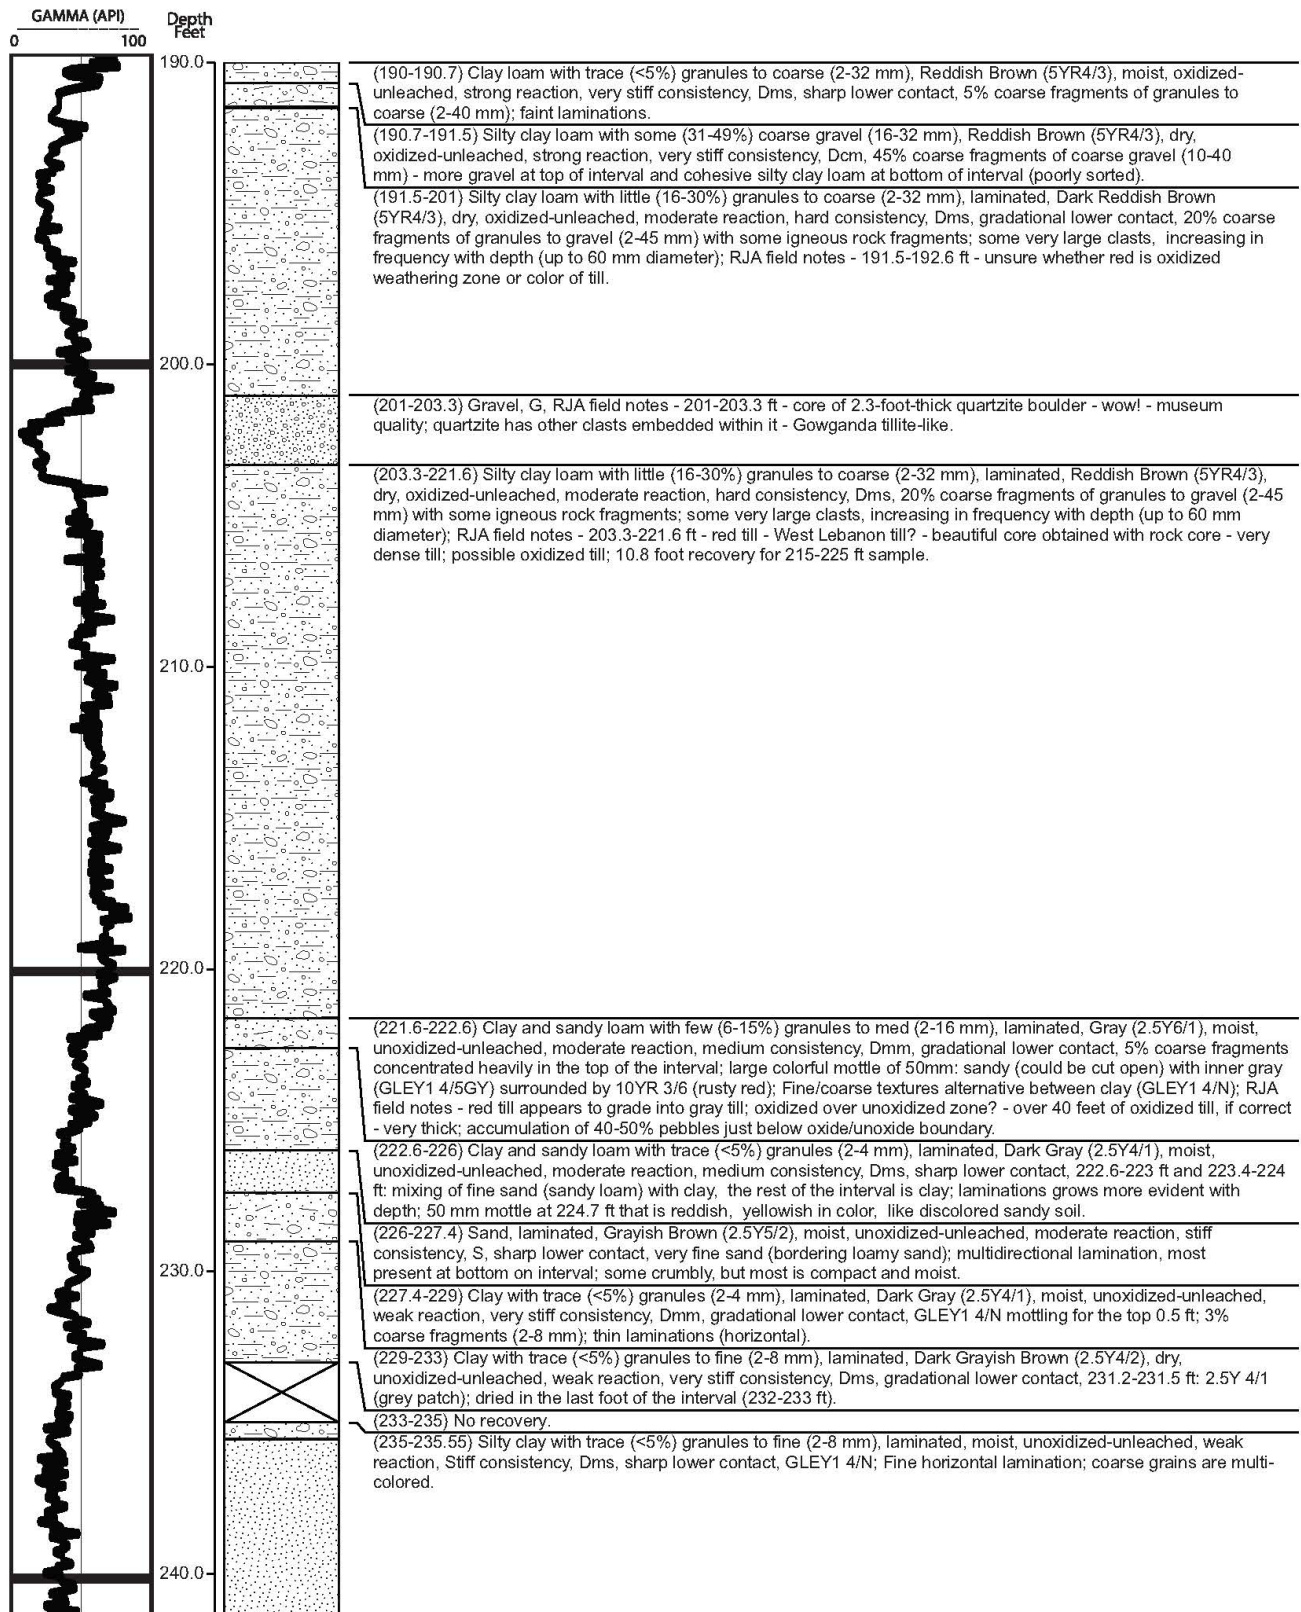 GAMMA (API)
0 100
Depth
Feet
190.0
(190-190.7) Clay loam with trace (<5%) granules to coarse (2-32 mm), Reddish Brown (5YR4/3), moist, oxidized-
unleached, strong reaction, very stiff consistency, Dms, sharp lower contact, 5% coarse fragments of granules to
coarse (2-40 mm); faint laminations.
(190.7-191.5) Silty clay loam with some (31-49%) coarse gravel (16-32 mm), Reddish Brown (5YR4/3), dry,
oxidized-unleached, strong reaction, very stiff consistency, Dcm, 45% coarse fragments of coarse gravel (10-40
mm) - more gravel at top of interval and cohesive silty clay loam at bottom of interval (poorly sorted).
(191.5-201) Silty clay loam with little (16-30%) granules to coarse (2-32 mm), laminated, Dark Reddish Brown
(5YR4/3), dry, oxidized-unleached, moderate reaction, hard consistency, Dms, gradational lower contact, 20% coarse
fragments of granules to gravel (2-45 mm) with some igneous rock fragments; some very large clasts, increasing in
frequency with depth (up to 60 mm diameter); RJA field notes - 191.5-192.6 ft - unsure whether red is oxidized
weathering zone or color of till.
200.0
(201-203.3) Gravel, G, RJA field notes - 201-203.3 ft - core of 2.3-foot-thick quartzite boulder - wow! - museum
quality; quartzite has other clasts embedded within it - Gowganda tillite-like.
(203.3-221.6) Silty clay loam with little (16-30%) granules to coarse (2-32 mm), laminated, Reddish Brown (5YR4/3),
dry, oxidized-unleached, moderate reaction, hard consistency, Dms, 20% coarse fragments of granules to gravel (2-45
mm) with some igneous rock fragments; some very large clasts, increasing in frequency with depth (up to 60 mm
diameter); RJA field notes - 203.3-221.6 ft - red till - West Lebanon till? - beautiful core obtained with rock core - very
dense till; possible oxidized till; 10.8 foot recovery for 215-225 ft sample.
210.0
220.0
(221.6-222.6) Clay and sandy loam with few (6-15%) granules to med (2-16 mm), laminated, Gray (2.5Y6/1), moist,
unoxidized-unleached, moderate reaction, medium consistency, Dmm, gradational lower contact, 5% coarse fragments
concentrated heavily in the top of the interval; large colorful mottle of 50mm: sandy (could be cut open) with inner gray
(GLEY1 4/5GY) surrounded by 10YR 3/6 (rusty red); Fine/coarse textures alternative between clay (GLEY1 4/N); RJA
field notes - red till appears to grade into gray till; oxidized over unoxidized zone? - over 40 feet of oxidized till, if correct
- very thick; accumulation of 40-50% pebbles just below oxide/unoxide boundary.
(222.6-226) Clay and sandy loam with trace (<5%) granules (2-4 mm), laminated, Dark Gray (2.5Y4/1), moist,
unoxidized-unleached, moderate reaction, medium consistency, Dms, sharp lower contact, 222.6-223 ft and 223.4-224
ft: mixing of fine sand (sandy loam) with clay, the rest of the interval is clay; laminations grows more evident with
depth; 50 mm mottle at 224.7 ft that is reddish, yellowish in color, like discolored sandy soil.
(226-227.4) Sand, laminated, Grayish Brown (2.5Y5/2), moist, unoxidized-unleached, moderate reaction, stiff
consistency, S, sharp lower contact, very fine sand (bordering loamy sand); multidirectional lamination, most
present at bottom on interval; some crumbly, but most is compact and moist.
230.0
(227.4-229) Clay with trace (<5%) granules (2-4 mm), laminated, Dark Gray (2.5Y4/1), moist, unoxidized-unleached,
weak reaction, very stiff consistency, Dmm, gradational lower contact, GLEY1 4/N mottling for the top 0.5 ft; 3%
coarse fragments (2-8 mm); thin laminations (horizontal).
(229-233) Clay with trace (<5%) granules to fine (2-8 mm), laminated, Dark Grayish Brown (2.5Y4/2), dry,
unoxidized-unleached, weak reaction, very stiff consistency, Dms, gradational lower contact, 231.2-231.5 ft: 2.5Y 4/1
(grey patch); dried in the last foot of the interval (232-233 ft).
(233-235) No recovery.
(235-235.55) Silty clay with trace (<5%) granules to fine (2-8 mm), laminated, moist, unoxidized-unleached, weak
reaction, Stiff consistency, Dms, sharp lower contact, GLEY1 4/N; Fine horizontal lamination; coarse grains are multi-
colored.
240.0